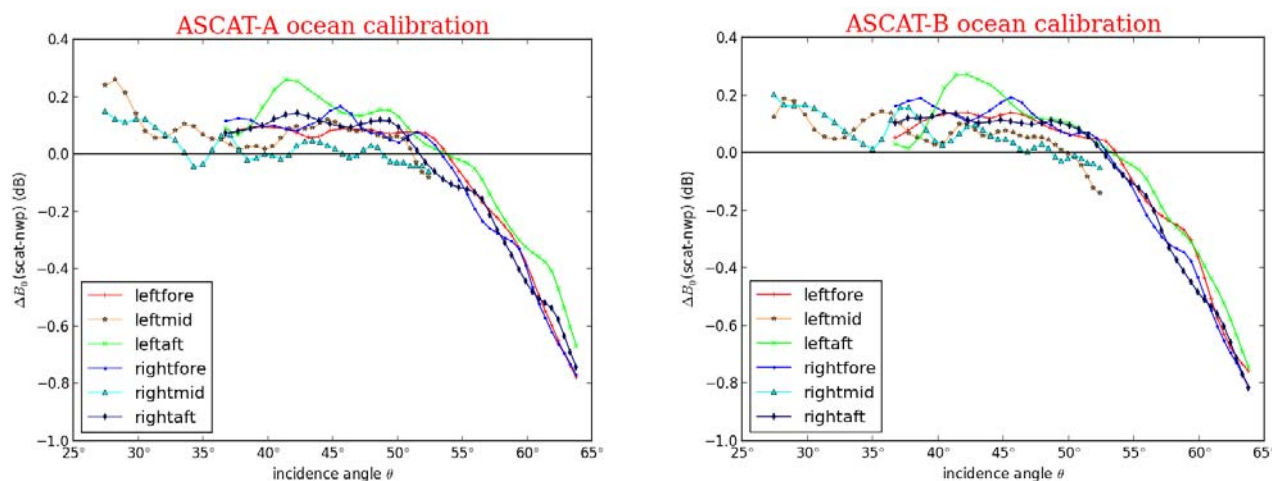 ASCAT-A ocean calibration
0.4
0.2
0.0
−0.2
−0.4
−0.6
−0.8
−1.0
ΔB₀(scat-nwp) (dB)
leftfore
leftmid
leftaft
rightfore
rightmid
rightaft
25° 30° 35° 40° 45° 50° 55° 60° 65°
incidence angle θ
ASCAT-B ocean calibration
0.4
0.2
0.0
−0.2
−0.4
−0.6
−0.8
−1.0
ΔB₀(scat-nwp) (dB)
leftfore
leftmid
leftaft
rightfore
rightmid
rightaft
25° 30° 35° 40° 45° 50° 55° 60° 65°
incidence angle θ